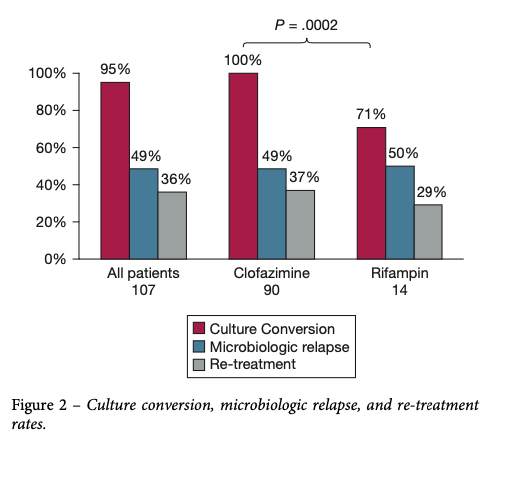 P = .0002
100%
80%
60%
40%
20%
0%
95%
49%
36%
100%
49%
37%
71%
50%
29%
All patients
107
Clofazimine
90
Rifampin
14
Culture Conversion
Microbiologic relapse
Re-treatment
Figure 2 – Culture conversion, microbiologic relapse, and re-treatment
rates.